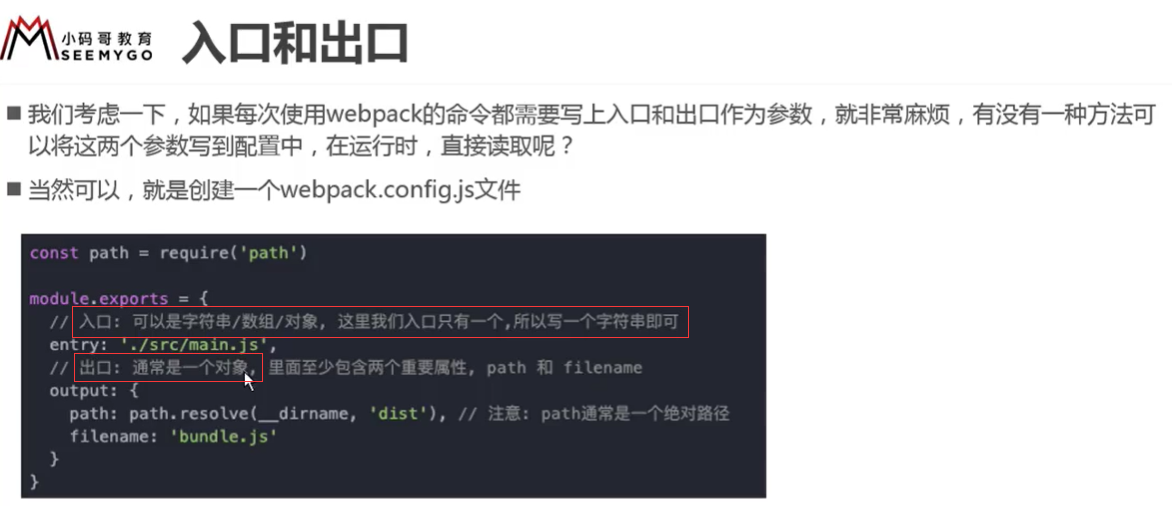 小码哥教育
SEEMYGO
入口和出口
我们考虑一下，如果每次使用webpack的命令都需要写上入口和出口作为参数，就非常麻烦，有没有一种方法可
以将这两个参数写到配置中，在运行时，直接读取呢？
当然可以，就是创建一个webpack.config.js文件
const path = require('path')
module.exports = {
// 入口: 可以是字符串/数组/对象, 这里我们入口只有一个,所以写一个字符串即可
entry: './src/main.js',
// 出口: 通常是一个对象, 里面至少包含两个重要属性, path 和 filename
output: {
path: path.resolve(__dirname, 'dist'), // 注意: path通常是一个绝对路径
filename: 'bundle.js'
}
}